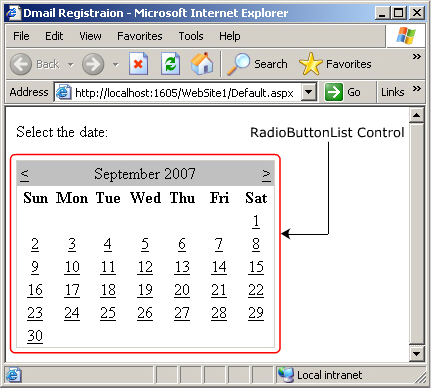 Dmail Registraion - Microsoft Internet Explorer
File Edit View Favorites Tools Help
Back Search Favorites »
Address http://localhost:1605/WebSite1/Default.aspx Go Links »
Select the date:
RadioButtonList Control
< September 2007 >
Sun Mon Tue Wed Thu Fri Sat
1
2 3 4 5 6 7 8
9 10 11 12 13 14 15
16 17 18 19 20 21 22
23 24 25 26 27 28 29
30
Local intranet